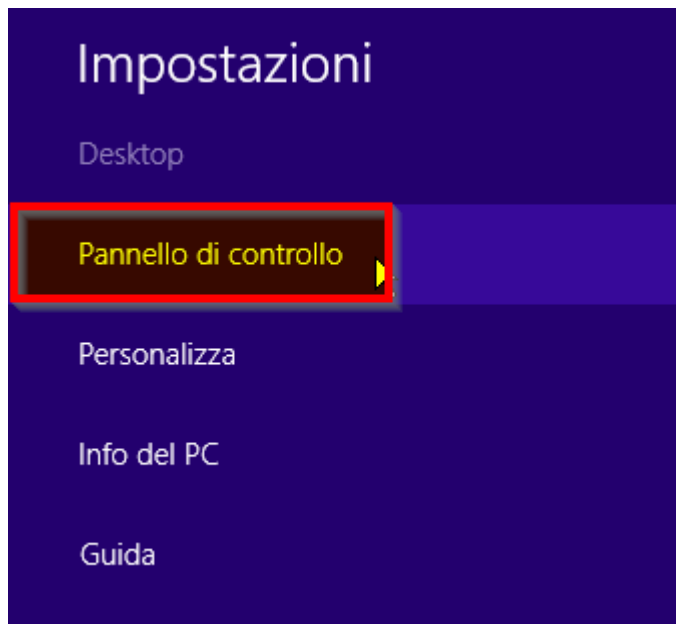 Impostazioni
Desktop
Pannello di controllo
Personalizza
Info del PC
Guida